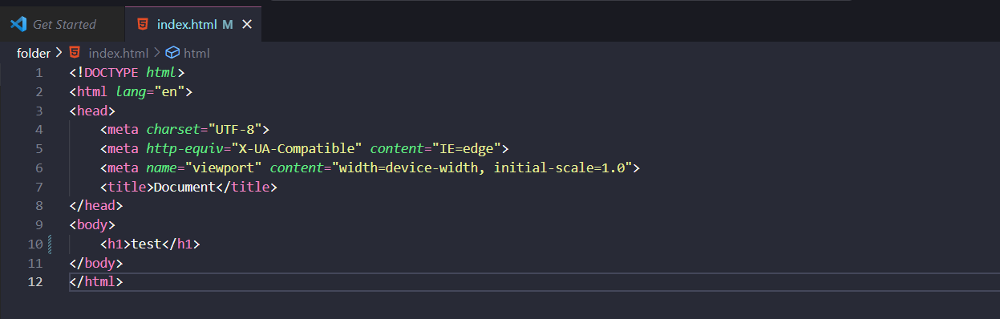 Get Started index.html M
folder > index.html > html
1 <!DOCTYPE html>
2 <html lang="en">
3 <head>
4     <meta charset="UTF-8">
5     <meta http-equiv="X-UA-Compatible" content="IE=edge">
6     <meta name="viewport" content="width=device-width, initial-scale=1.0">
7     <title>Document</title>
8 </head>
9 <body>
10     <h1>test</h1>
11 </body>
12 </html>